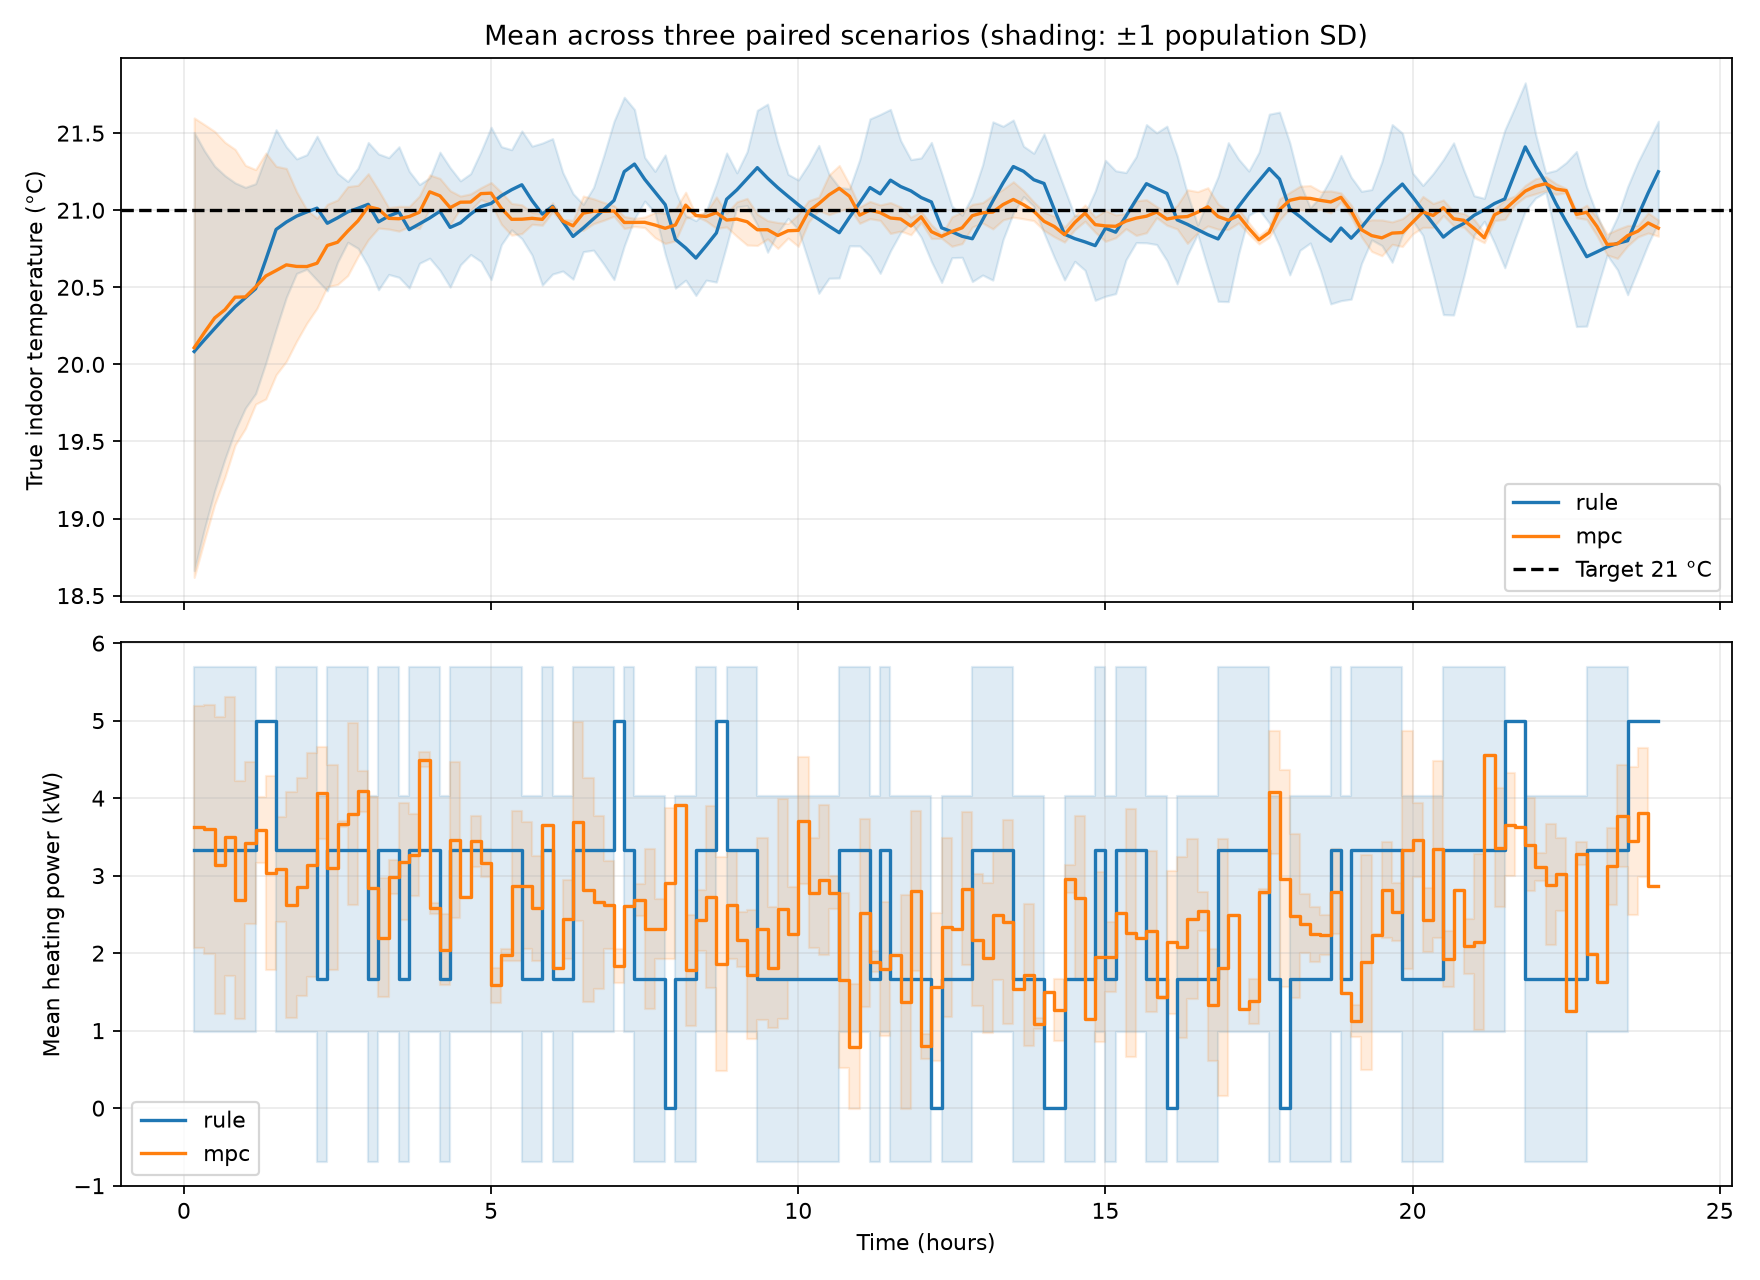 Mean across three paired scenarios (shading: ±1 population SD)
True indoor temperature (°C)
21.5
21.0
20.5
20.0
19.5
19.0
18.5
rule
mpc
Target 21 °C
Mean heating power (kW)
6
5
4
3
2
1
0
−1
rule
mpc
0
5
10
15
20
25
Time (hours)